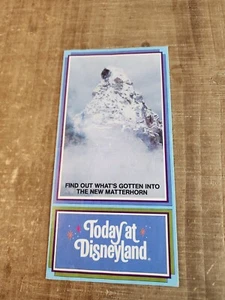 FIND OUT WHAT'S GOTTEN INTO
THE NEW MATTERHORN
Today at
Disneyland®